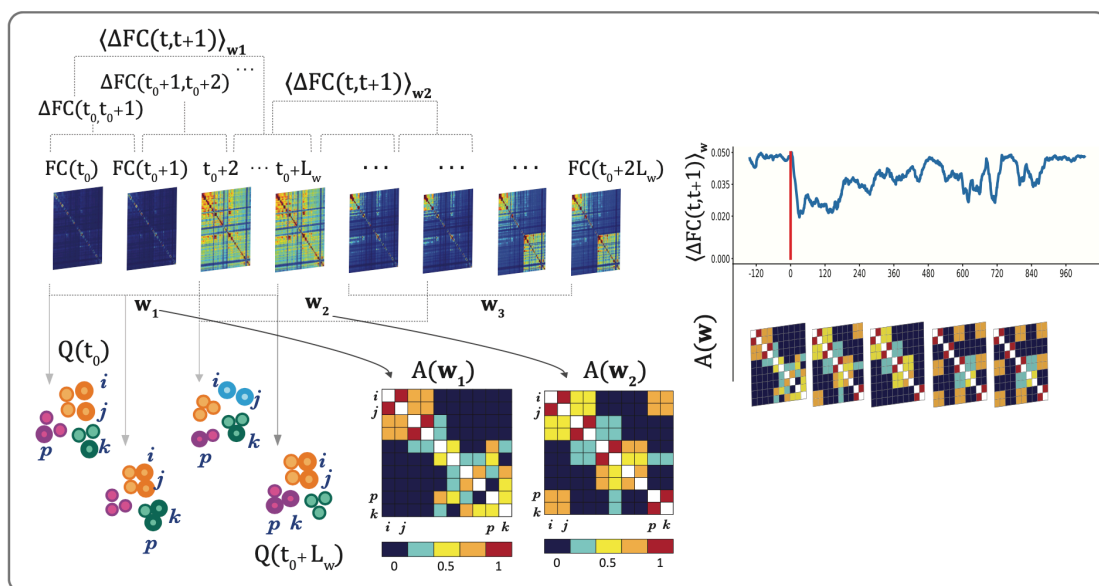 ⟨ΔFC(t,t+1)⟩w1
ΔFC(t0+1,t0+2) ...
⟨ΔFC(t,t+1)⟩w2
ΔFC(t0,t0+1)
FC(t0) FC(t0+1) t0+2 ... t0+Lw ... ... ... FC(t0+2Lw)
w1 w2 w3
Q(t0)
i
j
k
p
i
j
k
p
i
j
k
p
i
j
p k
Q(t0+Lw)
A(w1)
i
j
p
k
i j p k
0 0.5 1
A(w2)
i
j
p
k
i j p k
0 0.5 1
⟨ΔFC(t,t+1)⟩w
0.050
0.035
0.020
0.000
-120 0 120 240 360 480 600 720 840 960
A(w)